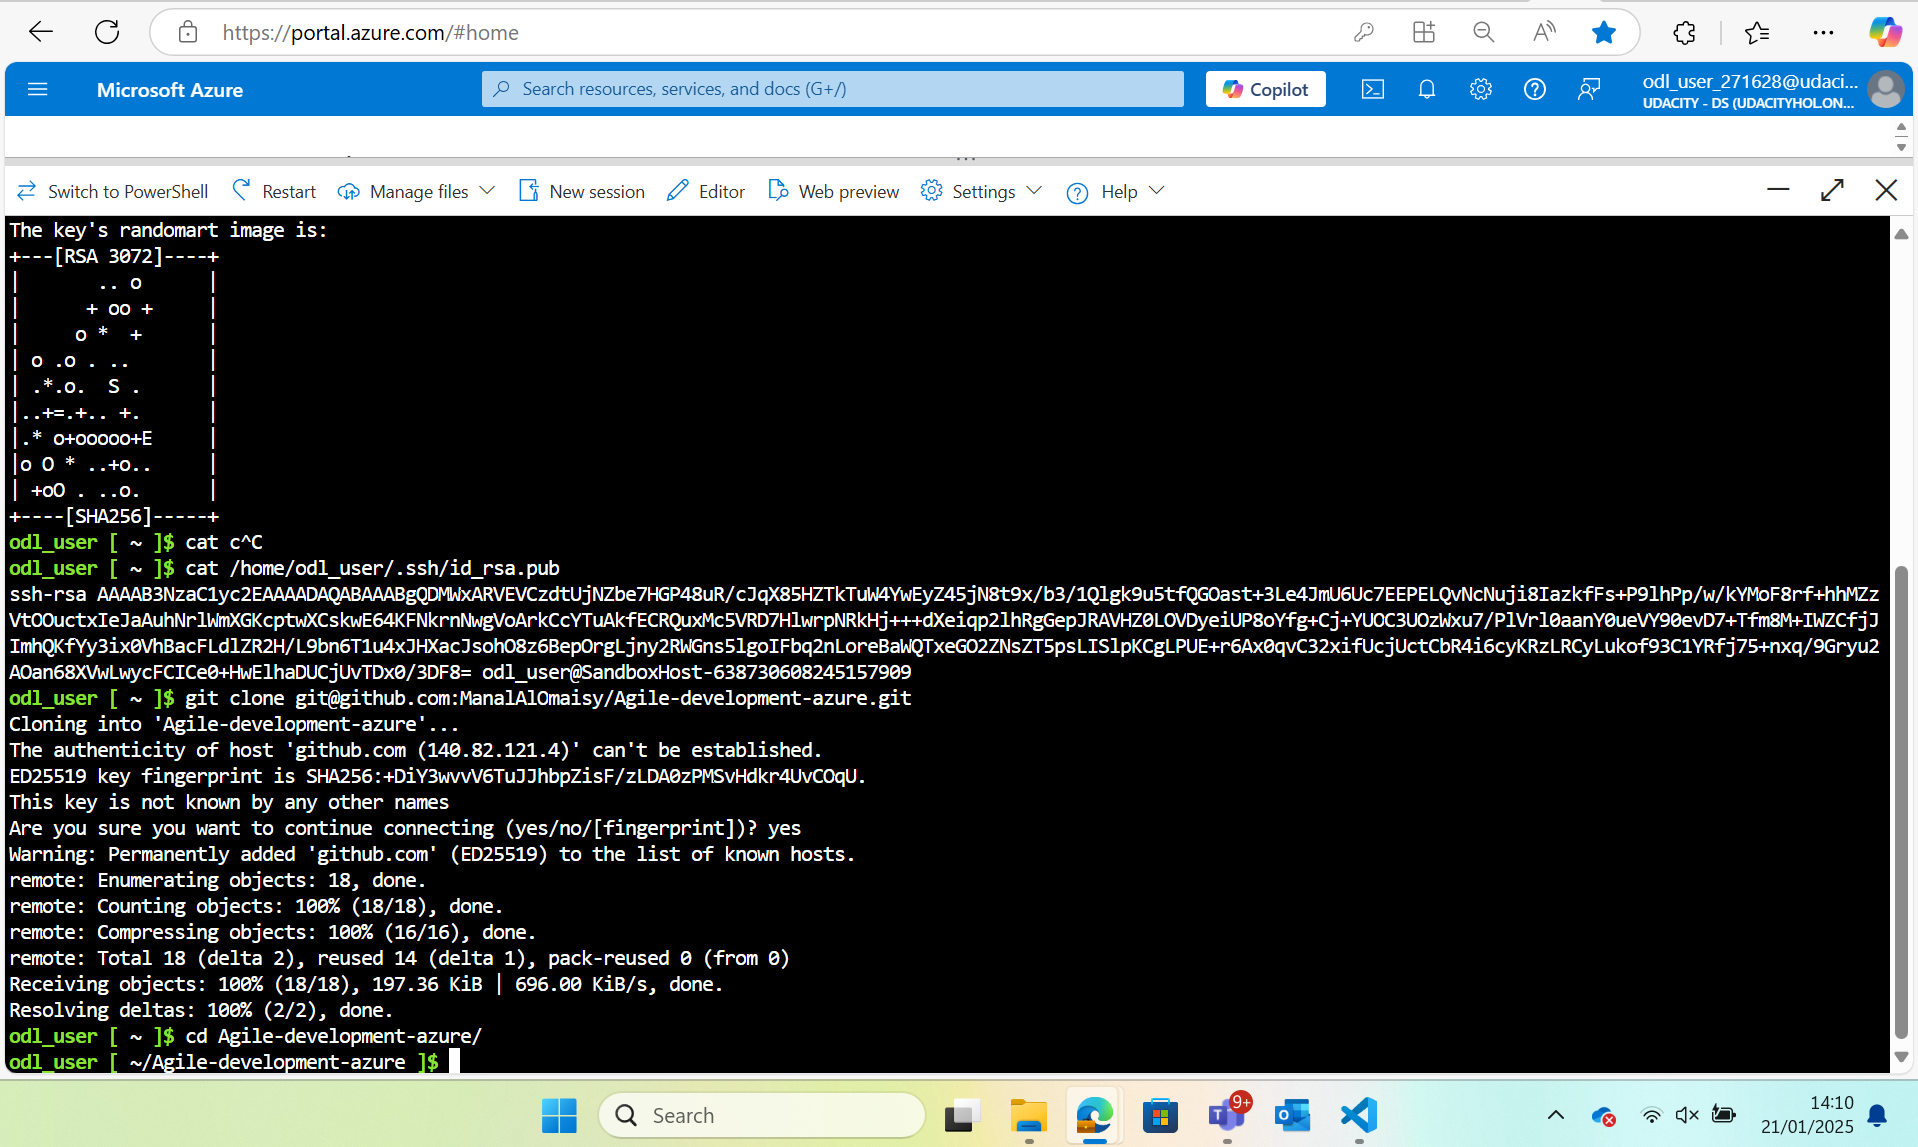 https://portal.azure.com/#home
Microsoft Azure
Search resources, services, and docs (G+/)
Copilot
odl_user_271628@udaci...
UDACITY - DS (UDACITYHOL.ON...
Switch to PowerShell Restart Manage files New session Editor Web preview Settings Help
The key's randomart image is:
+---[RSA 3072]----+
|       .. o      |
|      + oo +     |
|     o *  +      |
| o .o . ..       |
| .*.o.  S .      |
|..+=.+.. +.      |
|.* o+ooooo+E     |
|o O * ..+o..     |
| +oO . ..o.      |
+----[SHA256]-----+
odl_user [ ~ ]$ cat c^C
odl_user [ ~ ]$ cat /home/odl_user/.ssh/id_rsa.pub
ssh-rsa AAAAB3NzaC1yc2EAAAADAQABAAABgQDMWxARVEVCzdtUjNZbe7HGP48uR/cJqX85HZTkTuW4YwEyZ45jN8t9x/b3/1Qlgk9u5tfQGOast+3Le4JmU6Uc7EEPELQvNcNuji8IazkfFs+P9lhPp/w/kYMoF8rf+hhMZz
VtOOuctxIeJaAuhNrlWmXGKcptwXCskwE64KFNkrnNwgVoArkCcYTuAkfECRQuxMc5VRD7HlwrpNRkHj+++dXeiqp2lhRgGepJRAVHZ0LOVDyeiUP8oYfg+Cj+YUOC3UOzWxu7/PlVrl0aanY0ueVY90evD7+Tfm8M+IWZCfjJ
ImhQKfYy3ix0VhBacFLdlZR2H/L9bn6T1u4xJHXacJsohO8z6BepOrgLjny2RWGns5lgoIFbq2nLoreBaWQTxeGO2ZNsZT5psLISlpKCgLPUE+r6Ax0qvC32xifUcjUctCbR4i6cyKRzLRCyLukof93C1YRfj75+nxq/9Gryu2
AOan68XVwLwycFCICe0+HwElhaDUCjUvTDx0/3DF8= odl_user@SandboxHost-638730608245157909
odl_user [ ~ ]$ git clone git@github.com:ManalAlOmaisy/Agile-development-azure.git
Cloning into 'Agile-development-azure'...
The authenticity of host 'github.com (140.82.121.4)' can't be established.
ED25519 key fingerprint is SHA256:+DiY3wvvV6TuJJhbpZisF/zLDA0zPMSvHdkr4UvCOqU.
This key is not known by any other names
Are you sure you want to continue connecting (yes/no/[fingerprint])? yes
Warning: Permanently added 'github.com' (ED25519) to the list of known hosts.
remote: Enumerating objects: 18, done.
remote: Counting objects: 100% (18/18), done.
remote: Compressing objects: 100% (16/16), done.
remote: Total 18 (delta 2), reused 14 (delta 1), pack-reused 0 (from 0)
Receiving objects: 100% (18/18), 197.36 KiB | 696.00 KiB/s, done.
Resolving deltas: 100% (2/2), done.
odl_user [ ~ ]$ cd Agile-development-azure/
odl_user [ ~/Agile-development-azure ]$
Search
9+
14:10
21/01/2025